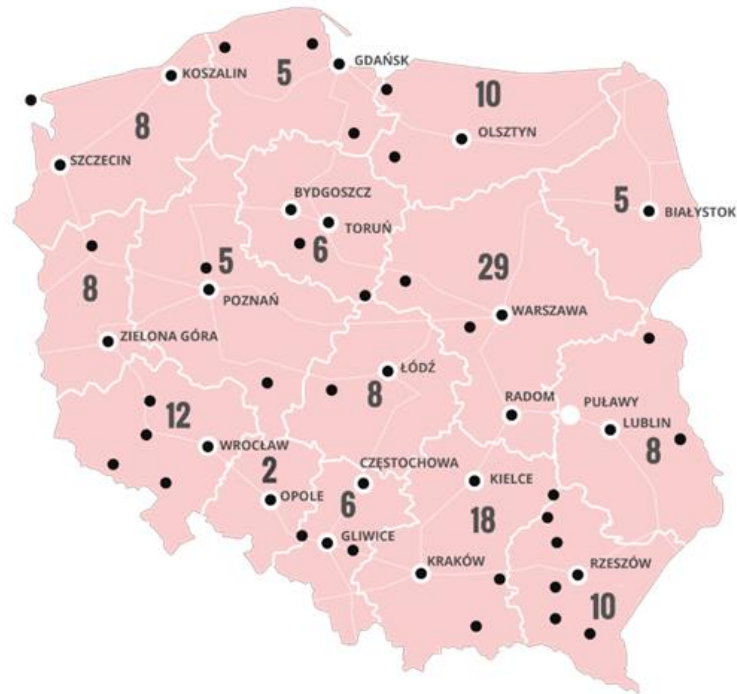 GDAŃSK
KOSZALIN
5
10
8
OLSZTYN
SZCZECIN
BYDGOSZCZ
5
BIAŁYSTOK
TORUŃ
6
5
29
8
POZNAŃ
WARSZAWA
ZIELONA GÓRA
ŁÓDŹ
8
RADOM
PUŁAWY
12
LUBLIN
8
WROCŁAW
CZĘSTOCHOWA
2
KIELCE
OPOLE
6
18
GLIWICE
KRAKÓW
RZESZÓW
10